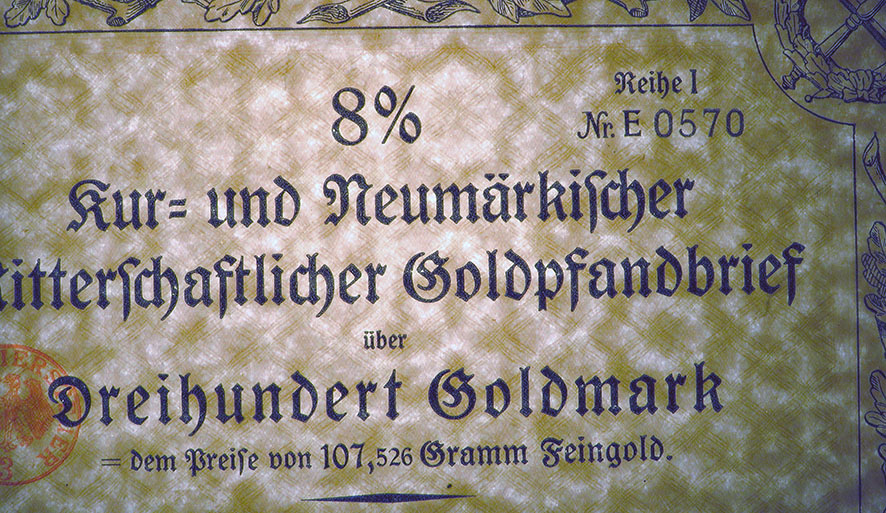 8%
Reihe I
Nr. E 0570
Kur= und Neumärkiſcher
Ritterſchaftlicher Goldpfandbrief
über
Dreihundert Goldmark
= dem Preiſe von 107,526 Gramm Feingold.